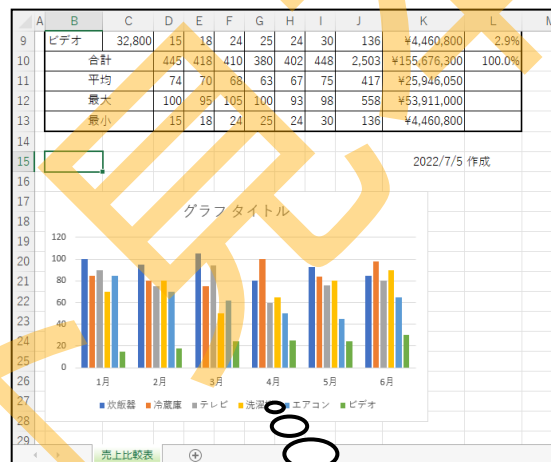 A B C D E F G H I J K L M
9 ビデオ 32,800 15 18 24 25 24 30 136 ¥4,460,800 2.9%
10 合計 445 418 410 380 402 448 2,503 ¥155,676,300 100.0%
11 平均 74 70 68 63 67 75 417 ¥25,946,050
12 最大 100 95 105 100 93 98 558 ¥53,911,000
13 最小 15 18 24 25 24 30 136 ¥4,460,800
14
15 2022/7/5 作成
16
17
18 グラフ タイトル
19
20
21
22
23
24
25
26
27
28
29
120
100
80
60
40
20
0
1月 2月 3月 4月 5月 6月
炊飯器 冷蔵庫 テレビ エアコン ビデオ
売上比較表